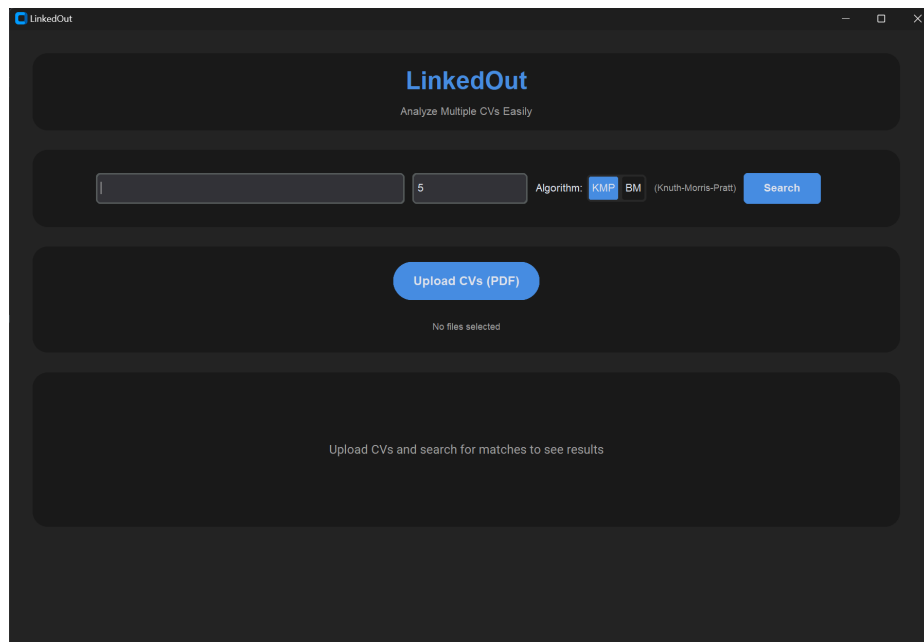 LinkedOut
LinkedOut
Analyze Multiple CVs Easily
5 Algorithm: KMP BM (Knuth-Morris-Pratt) Search
Upload CVs (PDF)
No files selected
Upload CVs and search for matches to see results